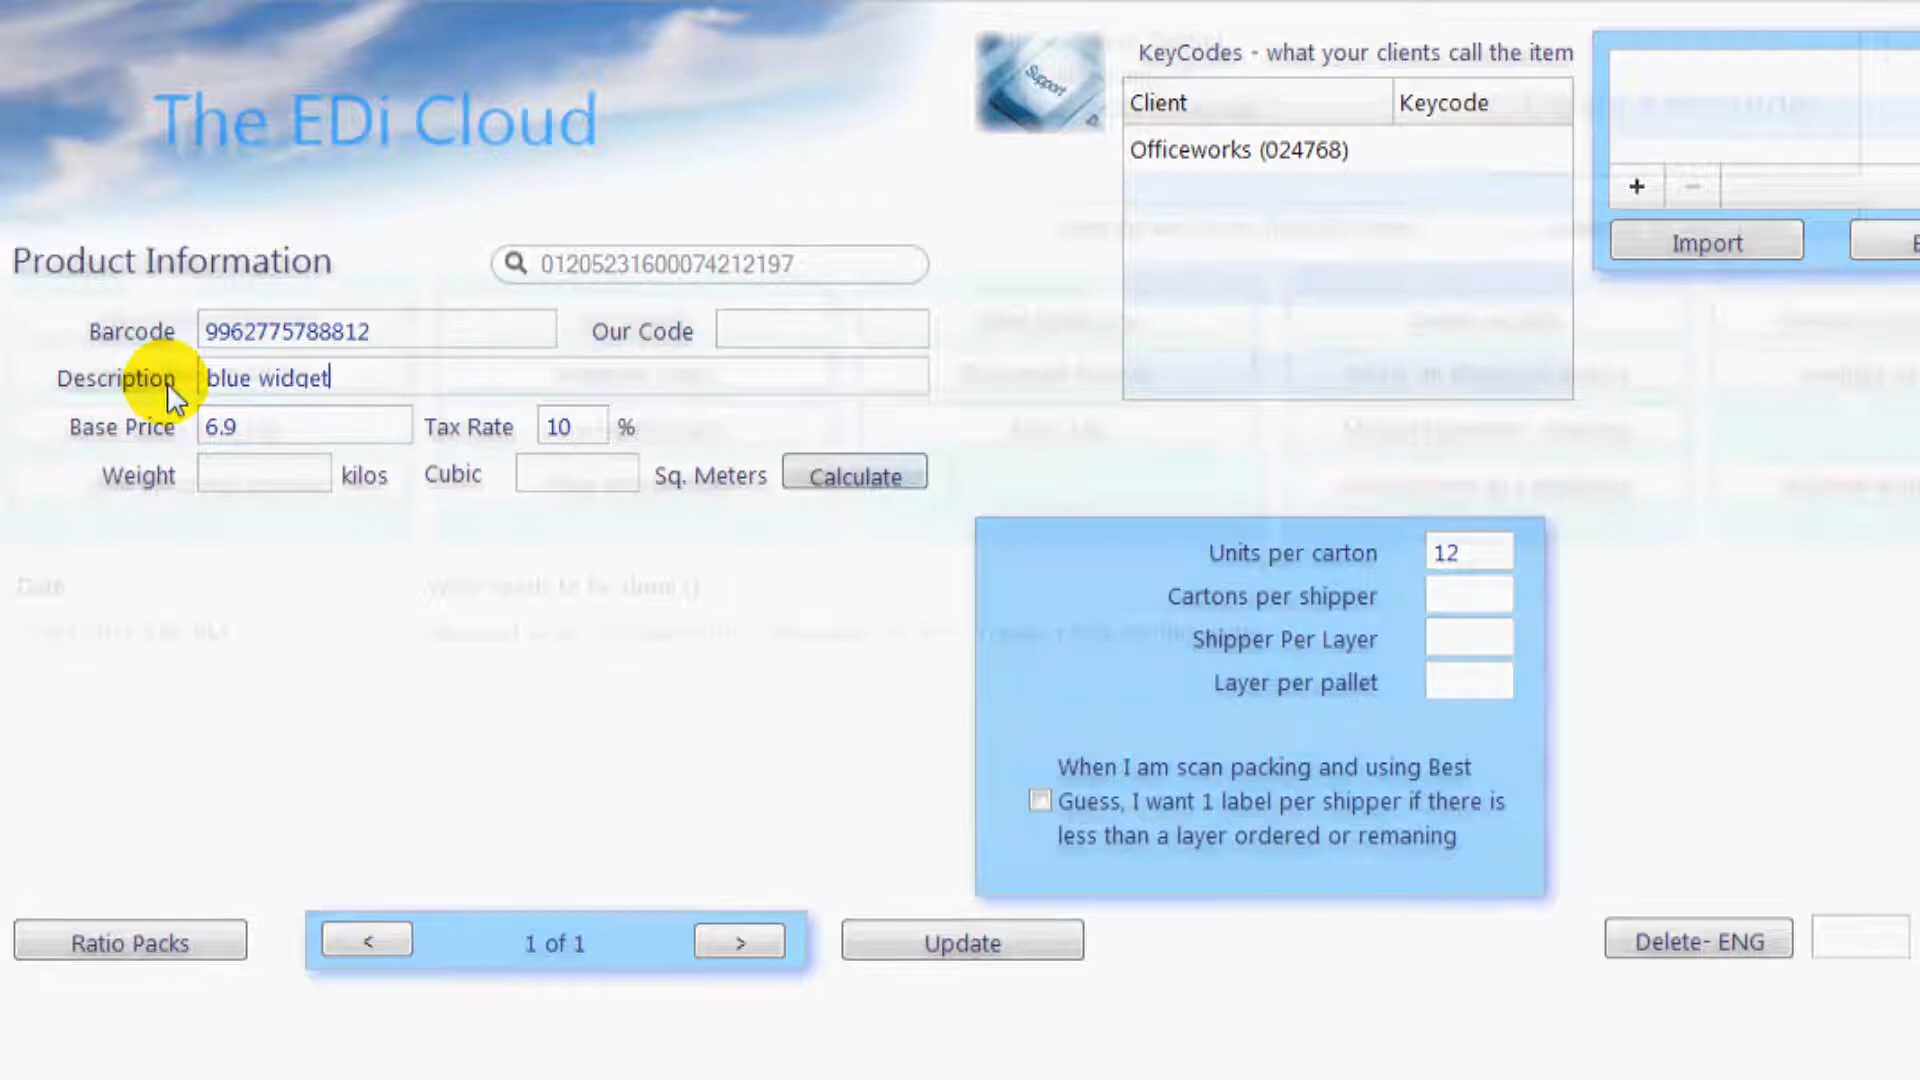 The EDi Cloud
Support
KeyCodes - what your clients call the item
Client Keycode
Officeworks (024768)
+ −
Import
Product Information
01205231600074212197
Barcode 9962775788812 Our Code
Description blue widget
Base Price 6.9 Tax Rate 10 %
Weight kilos Cubic Sq. Meters Calculate
Date
Units per carton 12
Cartons per shipper
Shipper Per Layer
Layer per pallet
When I am scan packing and using Best
Guess, I want 1 label per shipper if there is
less than a layer ordered or remaning
Ratio Packs < 1 of 1 > Update Delete- ENG